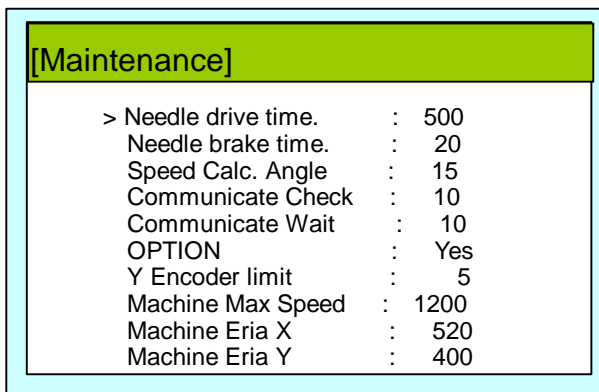 [Maintenance]
> Needle drive time. : 500
Needle brake time. : 20
Speed Calc. Angle : 15
Communicate Check : 10
Communicate Wait : 10
OPTION : Yes
Y Encoder limit : 5
Machine Max Speed : 1200
Machine Eria X : 520
Machine Eria Y : 400